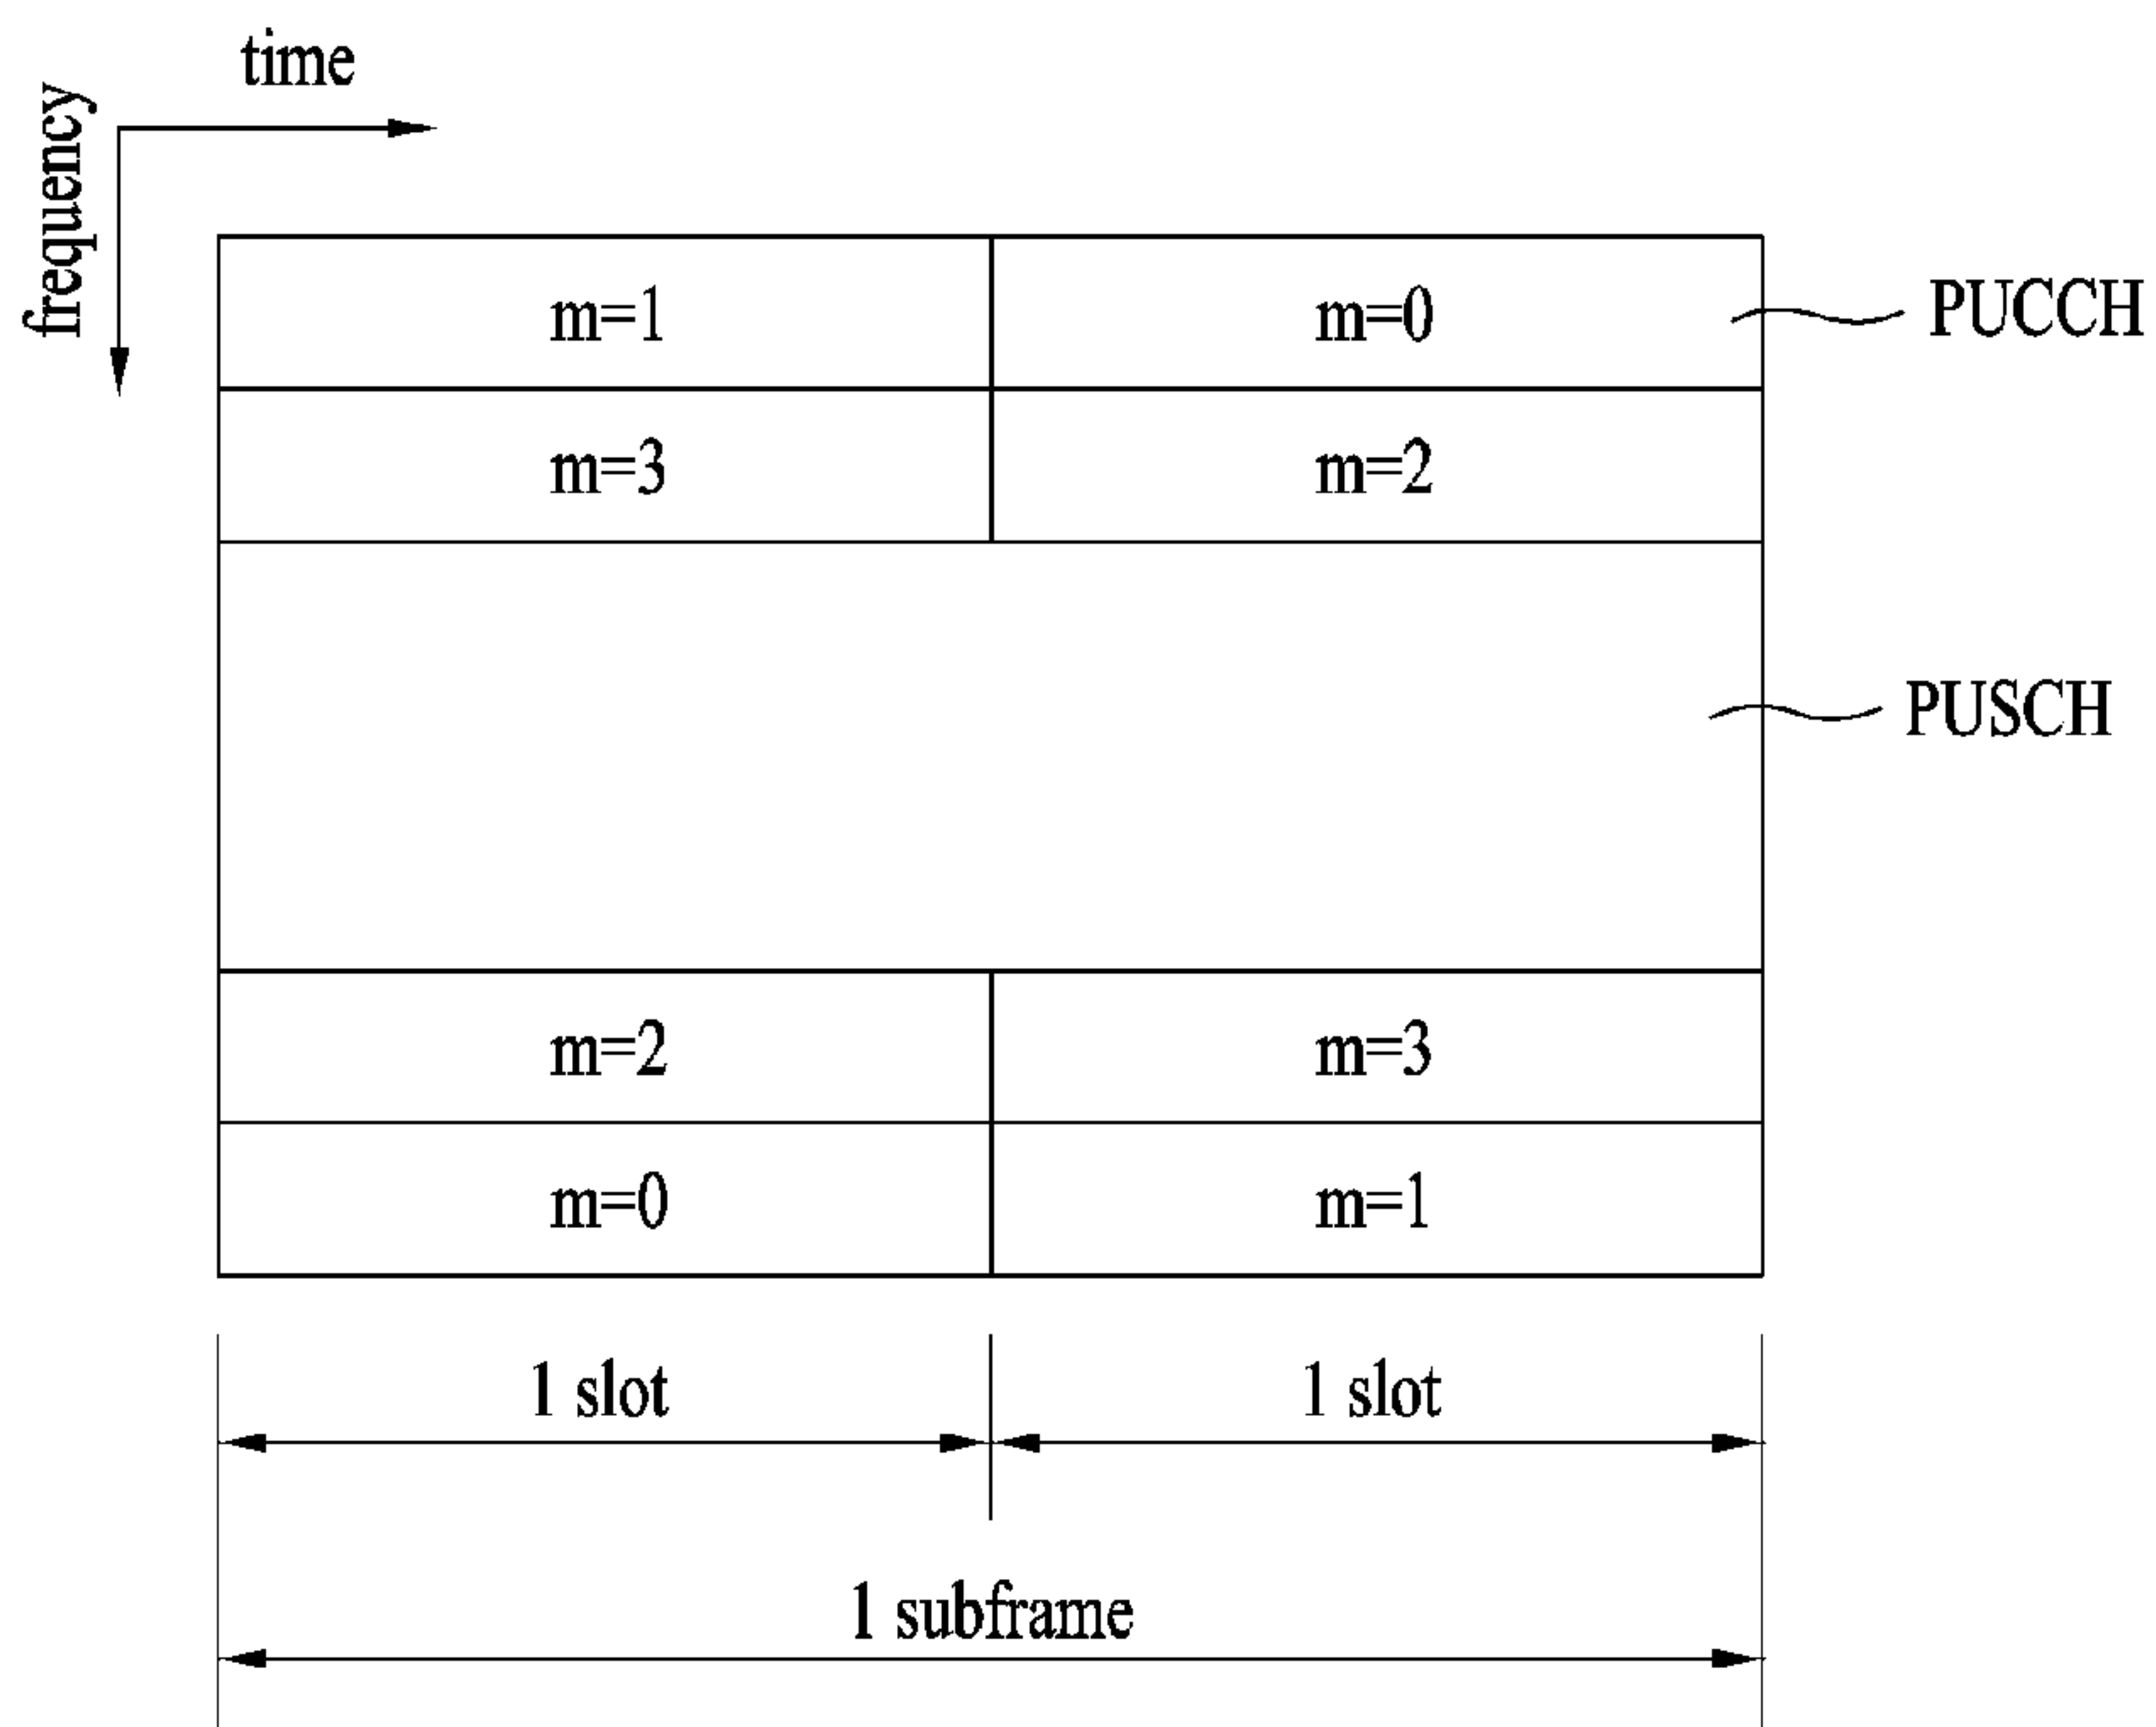 time
frequency
m=1 m=0 PUCCH
m=3 m=2
PUSCH
m=2 m=3
m=0 m=1
1 slot 1 slot
1 subframe